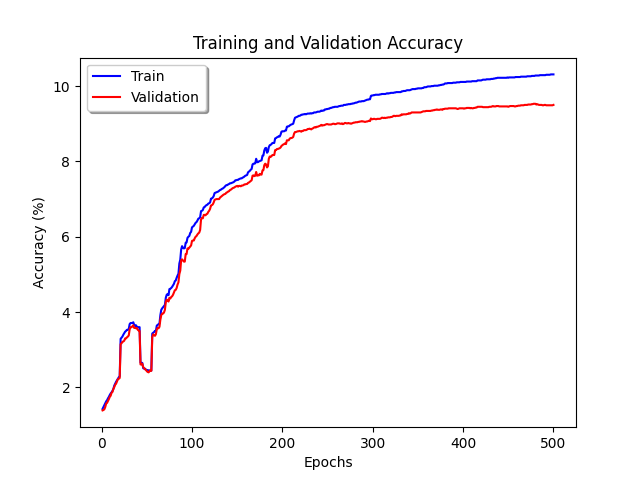 Training and Validation Accuracy
Train
Validation
10
8
6
4
2
Accuracy (%)
0
100
200
300
400
500
Epochs